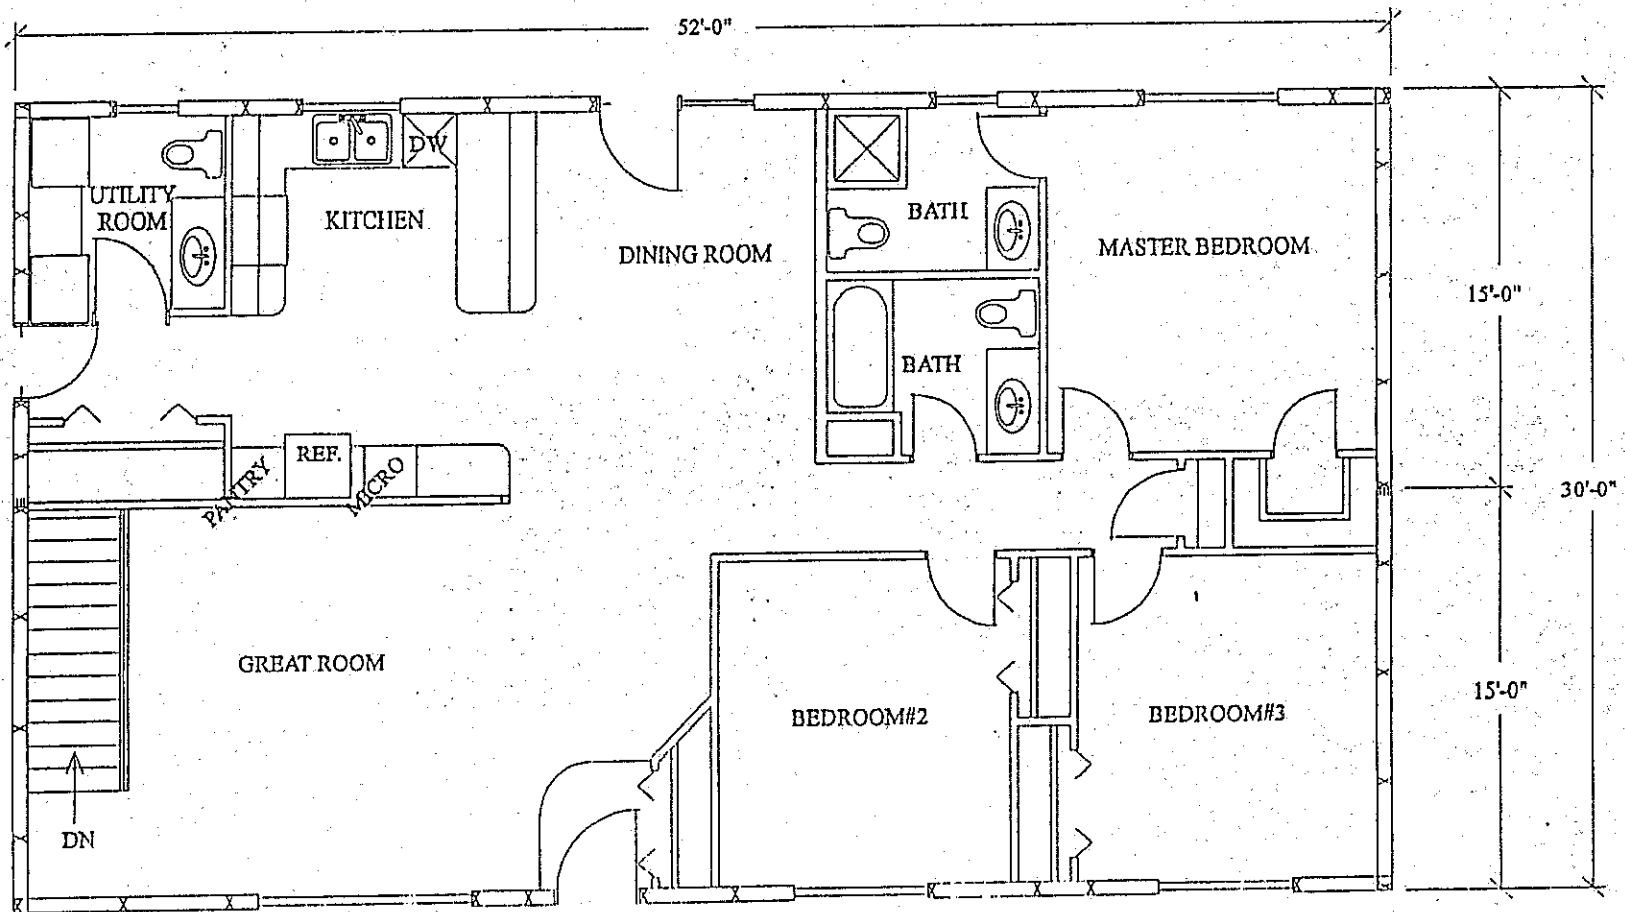 52'-0"
DW
UTILITY
ROOM
KITCHEN
BATH
DINING ROOM
MASTER BEDROOM
15'-0"
BATH
REF.
PANTRY
MICRO
30'-0"
GREAT ROOM
BEDROOM#2
BEDROOM#3
15'-0"
DN